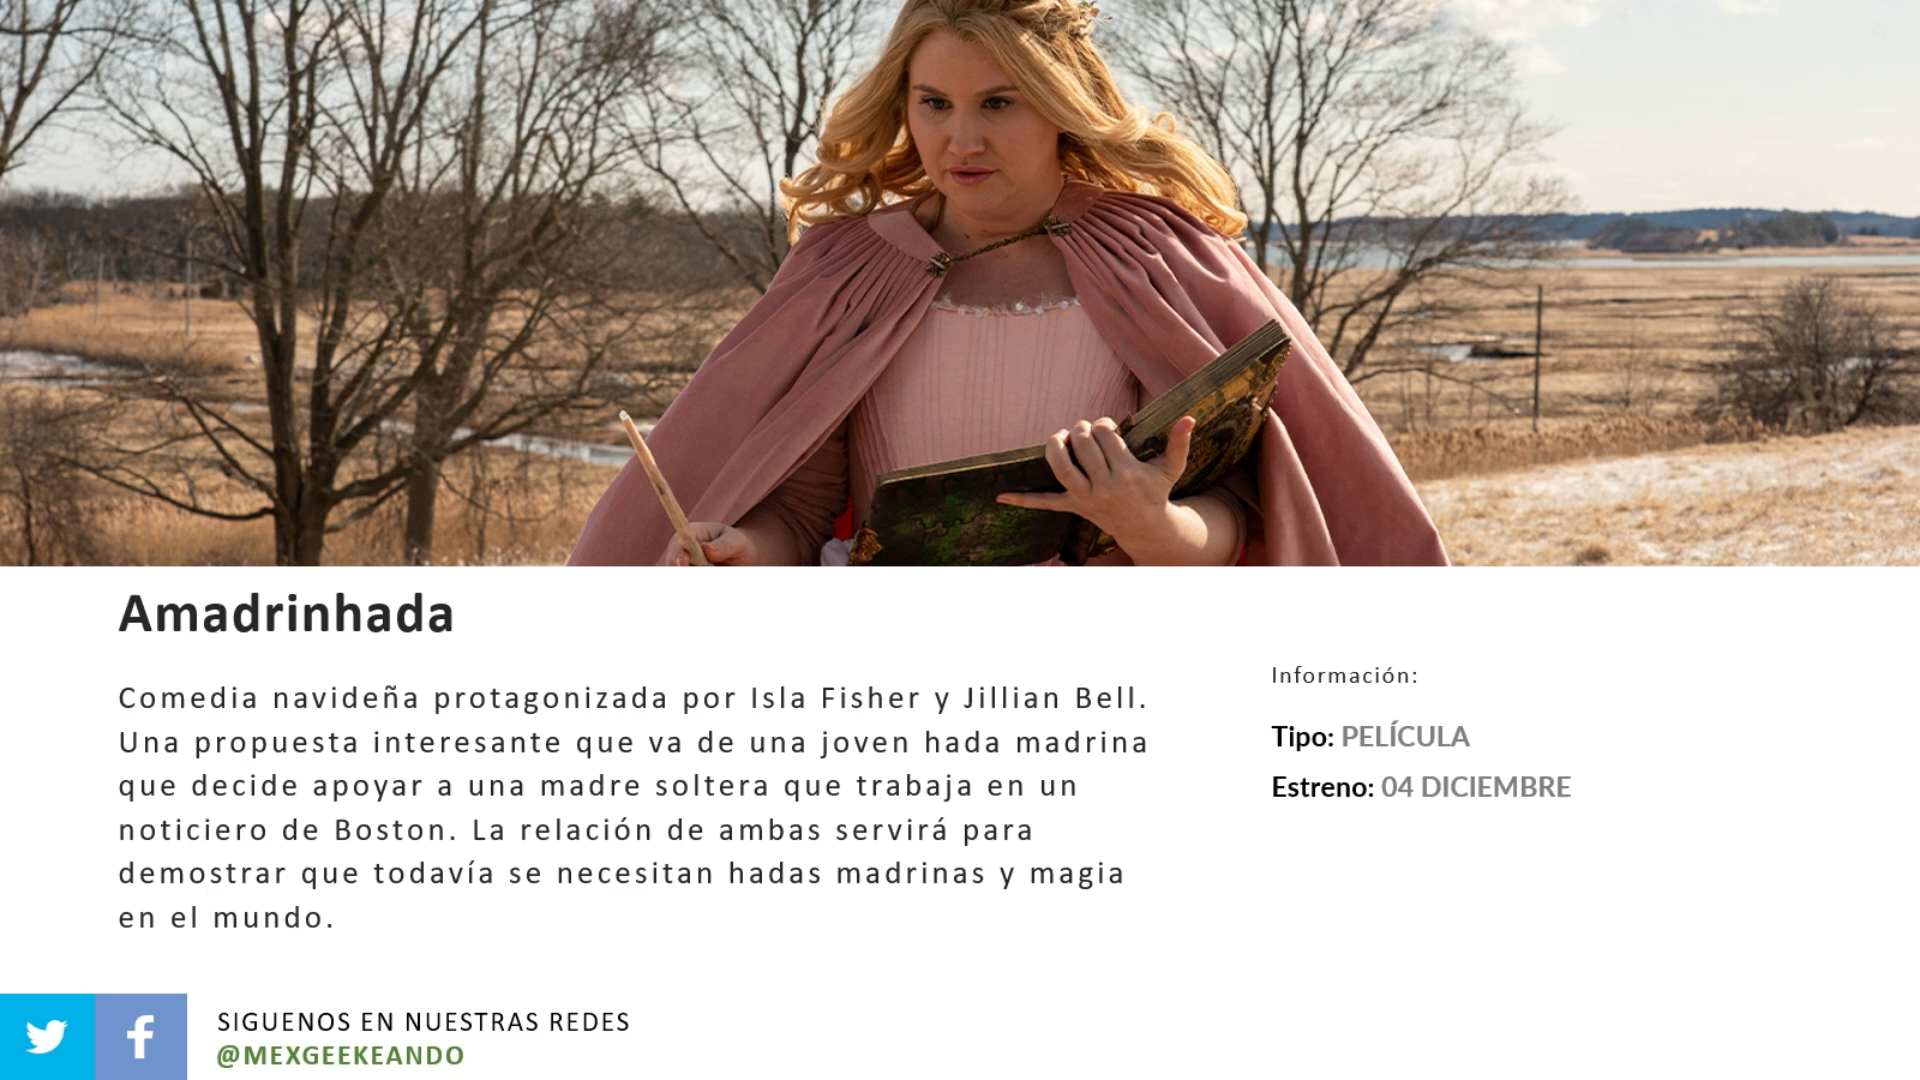 Amadrinhada
Comedia navideña protagonizada por Isla Fisher y Jillian Bell.
Una propuesta interesante que va de una joven hada madrina
que decide apoyar a una madre soltera que trabaja en un
noticiero de Boston. La relación de ambas servirá para
demostrar que todavía se necesitan hadas madrinas y magia
en el mundo.
Información:
Tipo: PELÍCULA
Estreno: 04 DICIEMBRE
SIGUENOS EN NUESTRAS REDES
@MEXGEEKEANDO